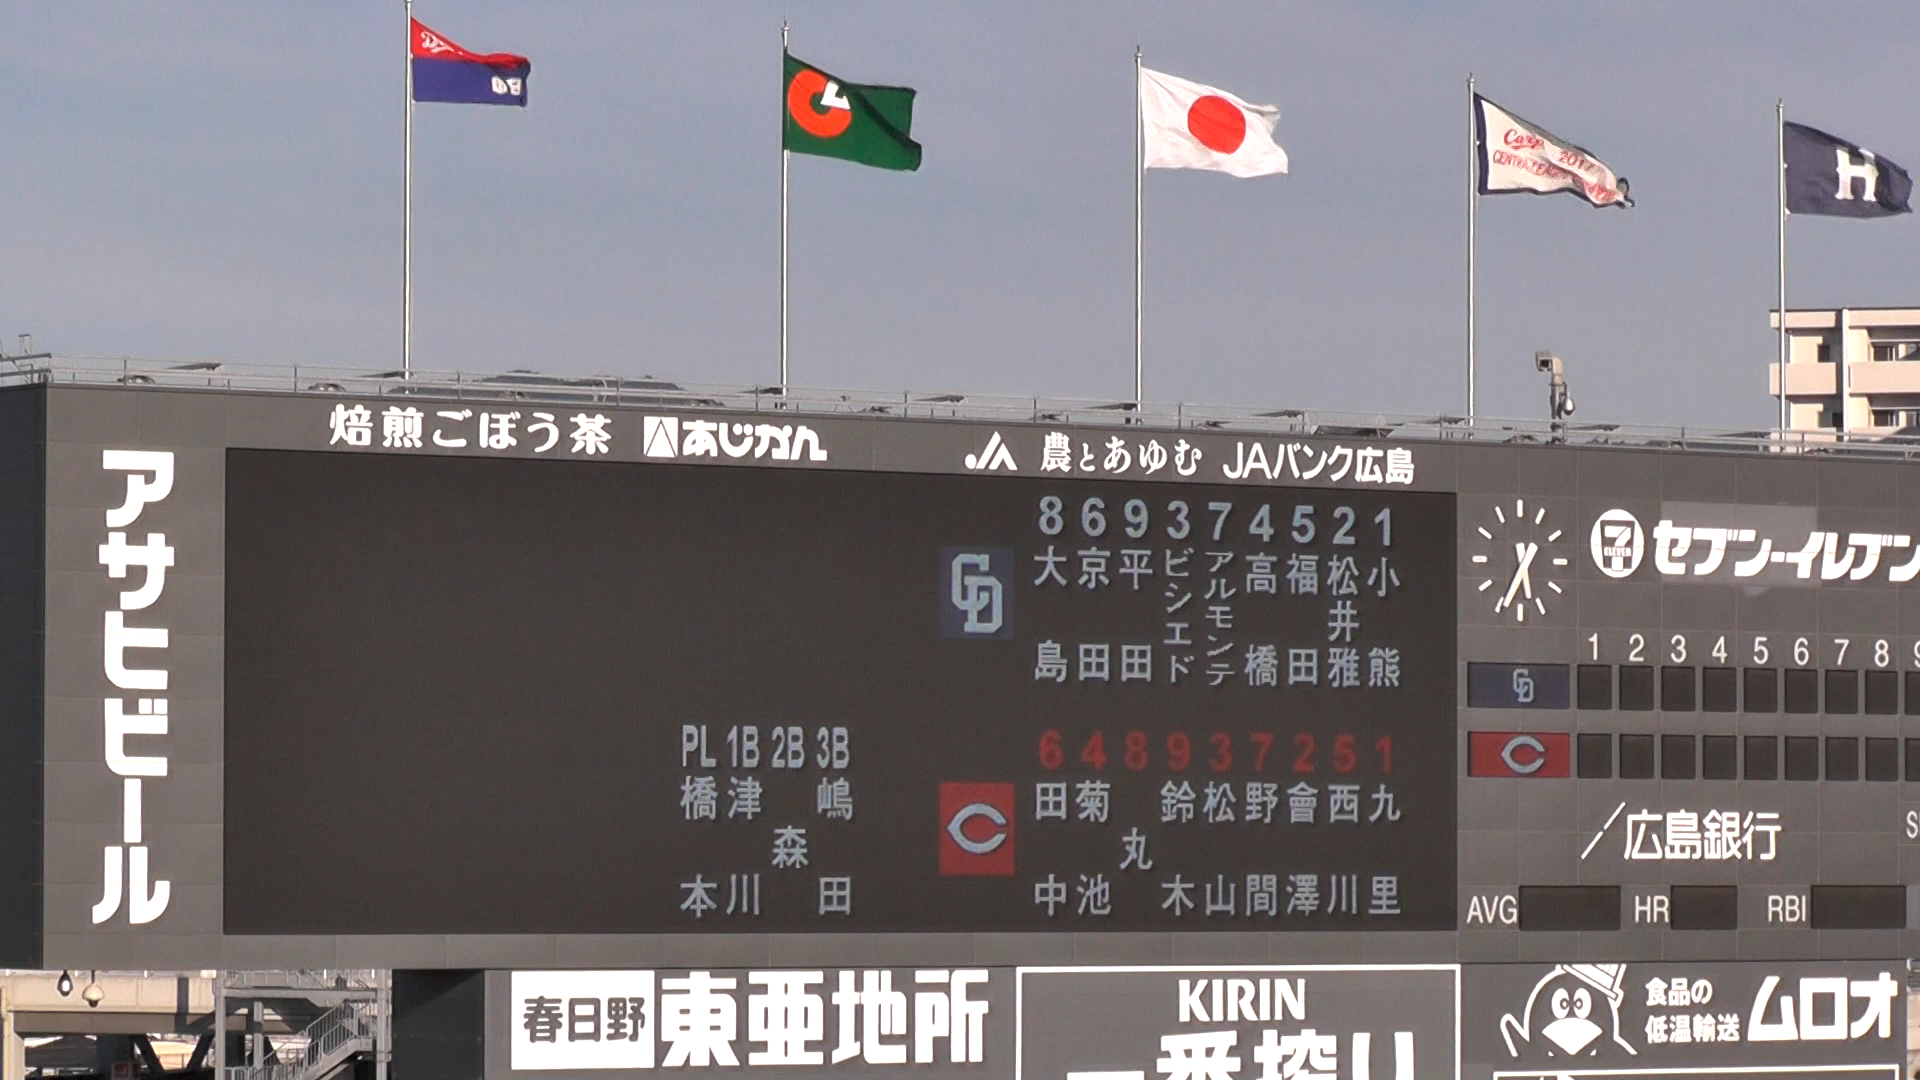 H
焙煎ごぼう茶 あじかん
JA 農とあゆむ JAバンク広島
アサヒビール
8 6 9 3 7 4 5 2 1
大島 京田 平田 ビシエド アルモンテ 高橋 福田 松井雅 小熊
PL 1B 2B 3B
橋本 津川 森 嶋田
6 4 8 9 3 7 2 5 1
田中 菊池 丸 鈴木 松山 野間 會澤 西川 九里
7 ELEVEN セブン-イレブン
1 2 3 4 5 6 7 8
広島銀行
AVG HR RBI
春日野 東亜地所
KIRIN
一番搾り
食品の
低温輸送
ムロオ